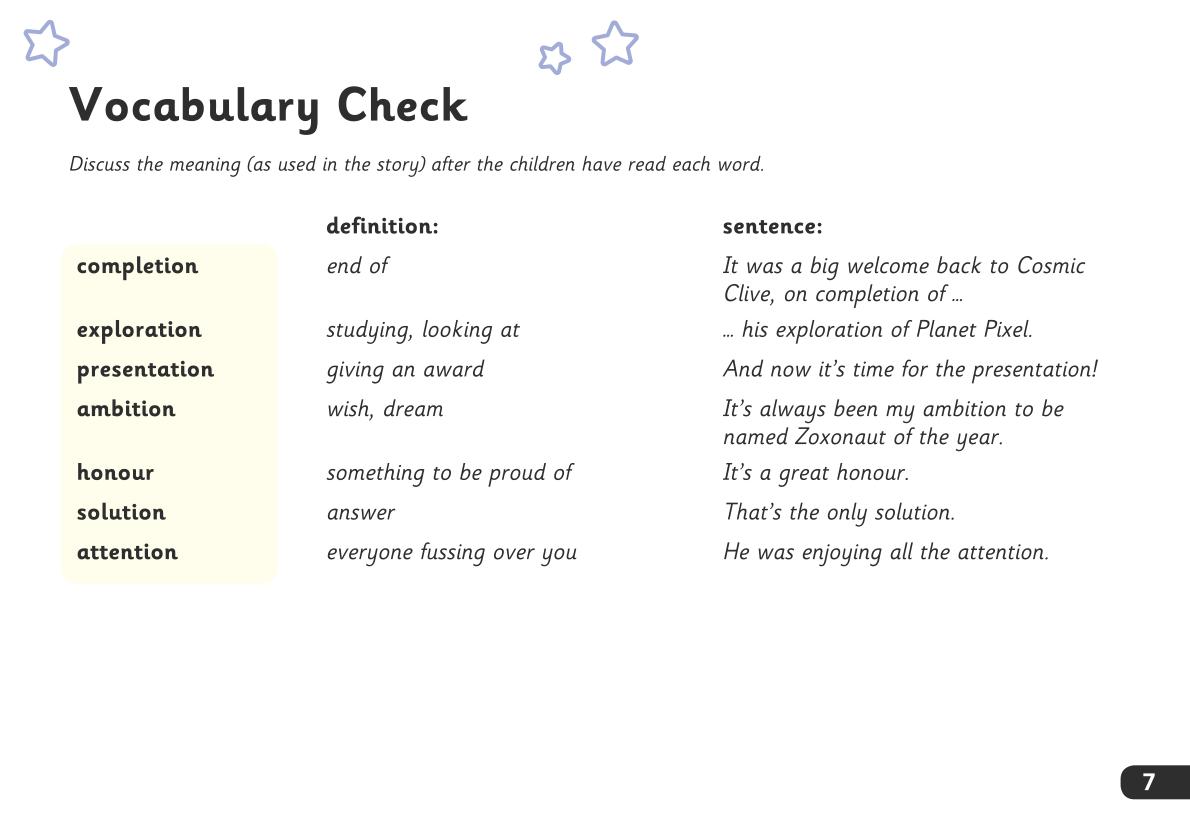 Vocabulary Check
Discuss the meaning (as used in the story) after the children have read each word.
definition: sentence:
completion end of It was a big welcome back to Cosmic
Clive, on completion of …
exploration studying, looking at … his exploration of Planet Pixel.
presentation giving an award And now it’s time for the presentation!
ambition wish, dream It’s always been my ambition to be
named Zoxonaut of the year.
honour something to be proud of It’s a great honour.
solution answer That’s the only solution.
attention everyone fussing over you He was enjoying all the attention.
7